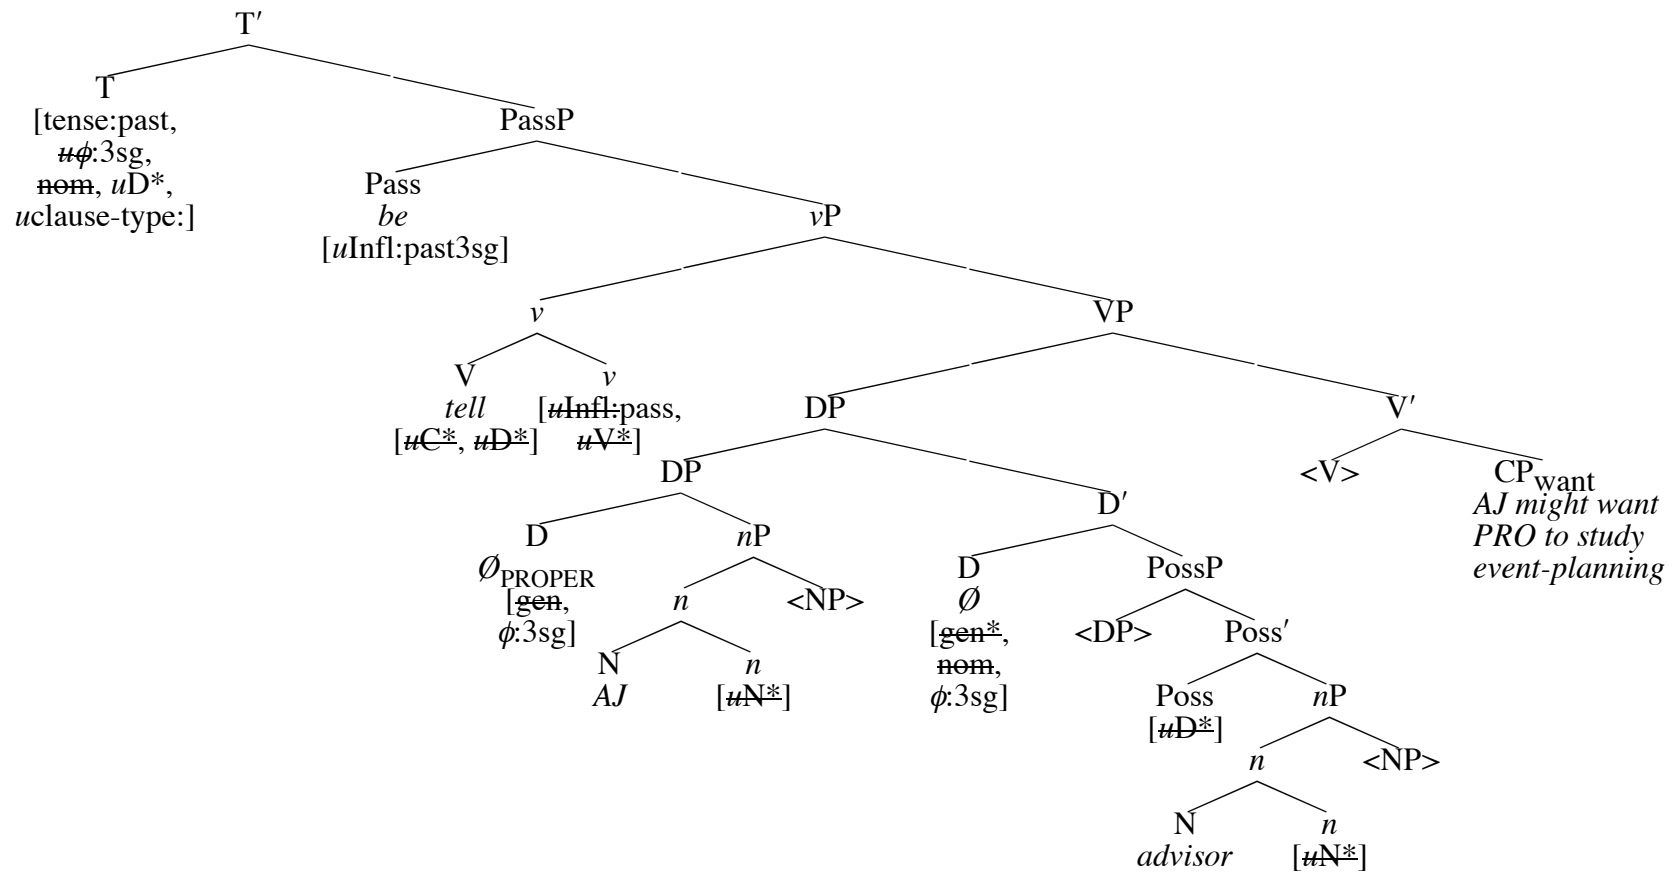 T′
T
[tense:past,
uϕ:3sg,
nom, uD*,
uclause-type:]
PassP
Pass
be
[uInfl:past3sg]
vP
v
VP
V
v
tell
[uInfl:pass,
[uC*, uD*]
uV*]
DP
V′
DP
D′
<V>
CPwant
AJ might want
PRO to study
event-planning
D
nP
ØPROPER
[gen,
ϕ:3sg]
n
<NP>
N
n
AJ
[uN*]
D
PossP
Ø
[gen*,
nom,
ϕ:3sg]
<DP>
Poss′
Poss
nP
[uD*]
n
<NP>
N
n
advisor
[uN*]